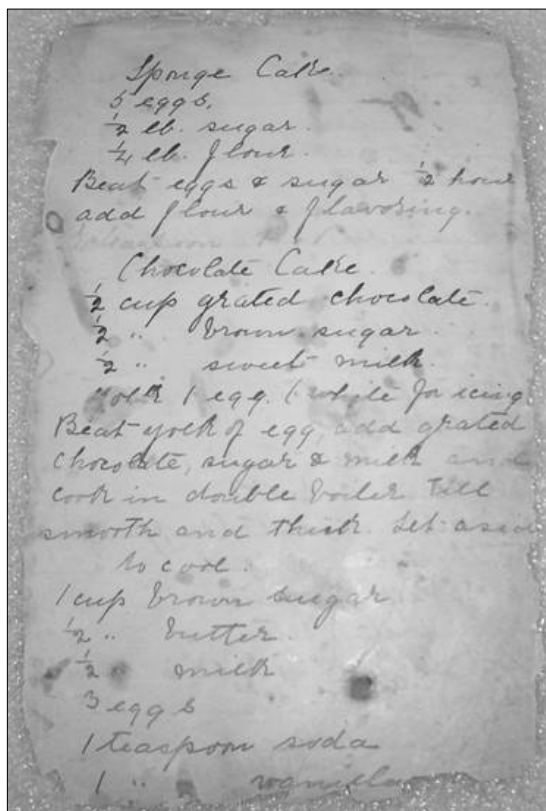 Sponge Cake.
5 eggs.
1/2 lb. sugar.
1/4 lb. flour.
Beat eggs & sugar 1/2 hour
add flour & flavoring.
teaspoon
Chocolate Cake.
1/2 cup grated chocolate.
1/2 " brown sugar.
1/2 " sweet milk.
Yolk 1 egg. (white for icing
Beat yolk of egg, add grated
chocolate, sugar & milk and
cook in double boiler till
smooth and thick. Set asid
to cool.
1 cup brown sugar
1/2 " butter.
1/2 " milk
3 eggs
1 teaspoon soda
1 "